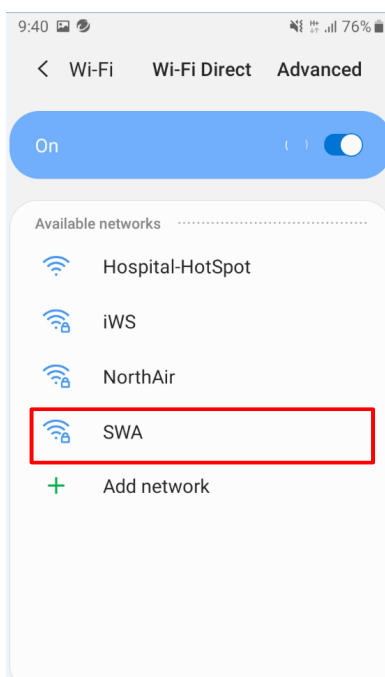 9:40 76%
Wi-Fi Wi-Fi Direct Advanced
On
Available networks
Hospital-HotSpot
iWS
NorthAir
SWA
Add network